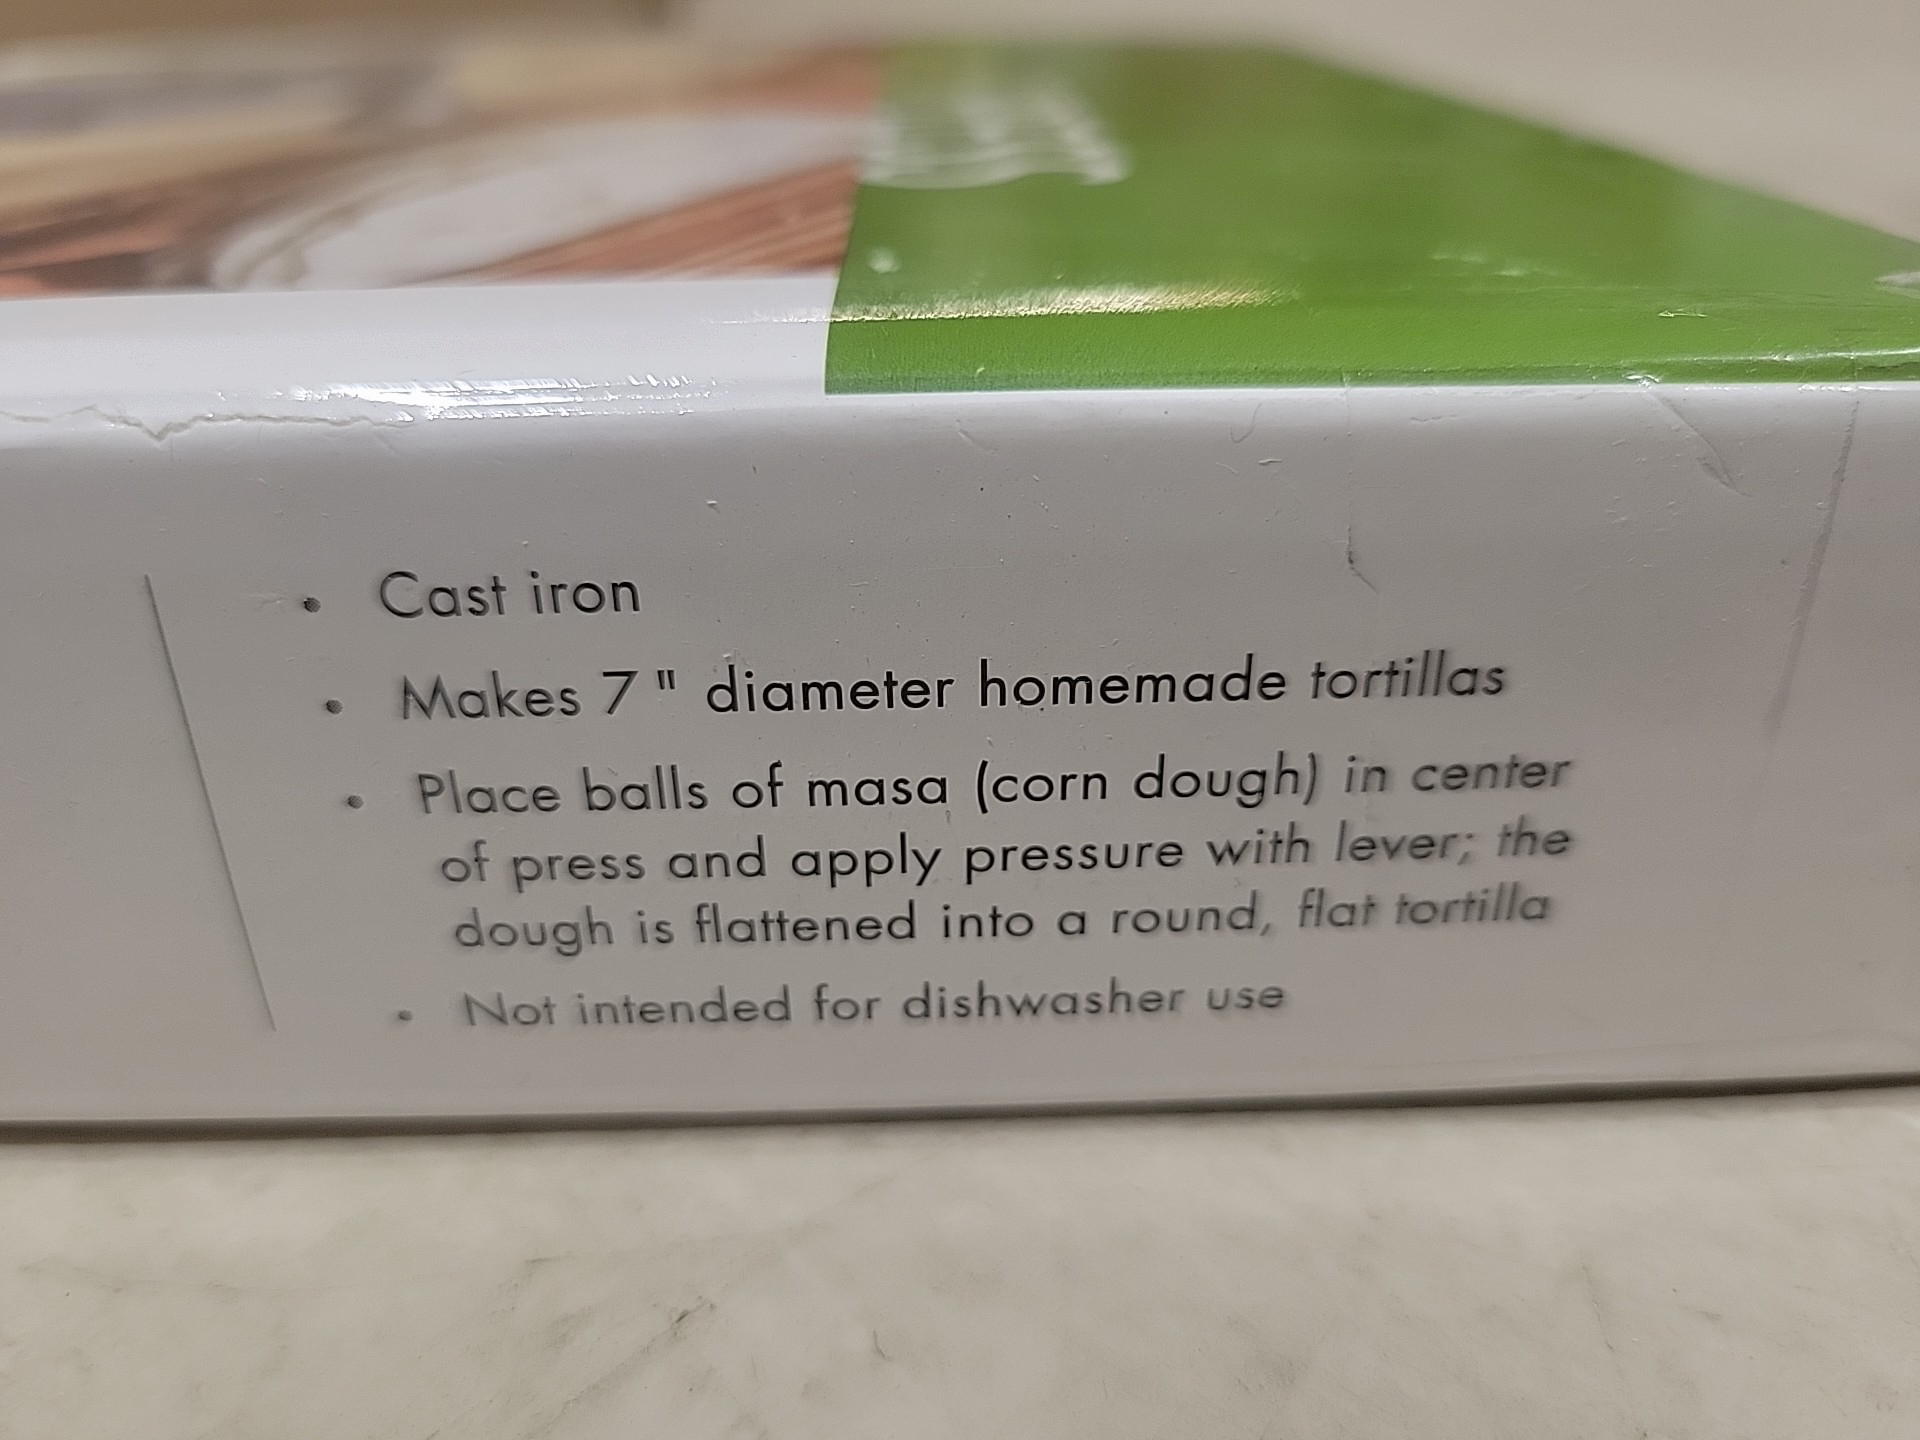 • Cast iron
• Makes 7 " diameter homemade tortillas
• Place balls of masa (corn dough) in center
of press and apply pressure with lever; the
dough is flattened into a round, flat tortilla
• Not intended for dishwasher use